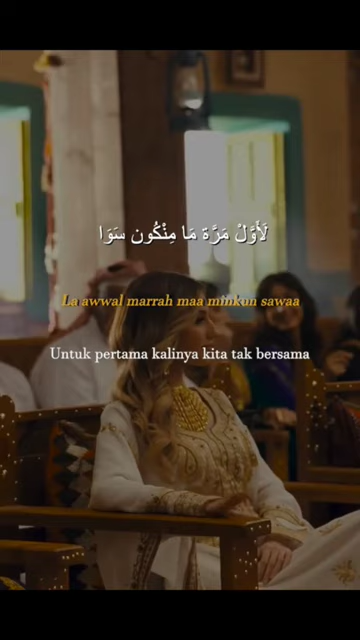 لَأَوَّلْ مَرَّة مَا مِنْكُون سَوَا
La awwal marrah maa minkun sawaa
Untuk pertama kalinya kita tak bersama